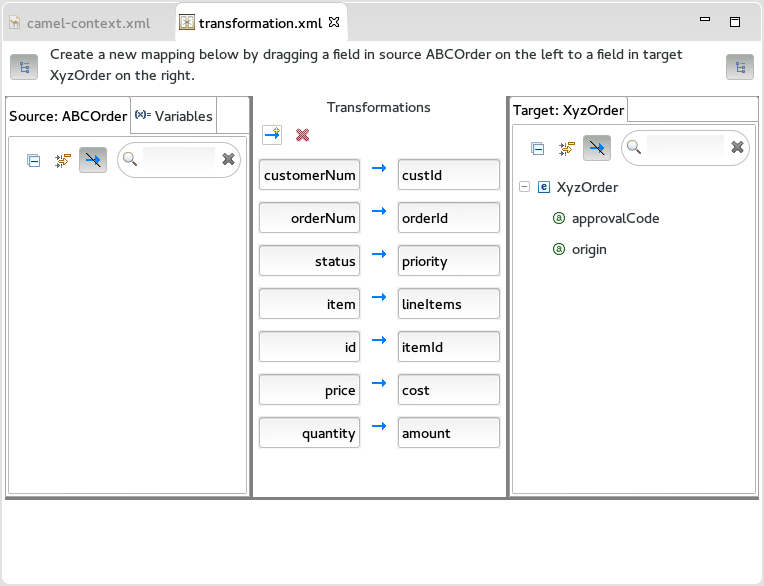 camel-context.xml
transformation.xml
Create a new mapping below by dragging a field in source ABCOrder on the left to a field in target
XyzOrder on the right.
Source: ABCOrder
(x)= Variables
Transformations
Target: XyzOrder
customerNum
custId
orderNum
orderId
status
priority
item
lineItems
id
itemId
price
cost
quantity
amount
e XyzOrder
a approvalCode
a origin